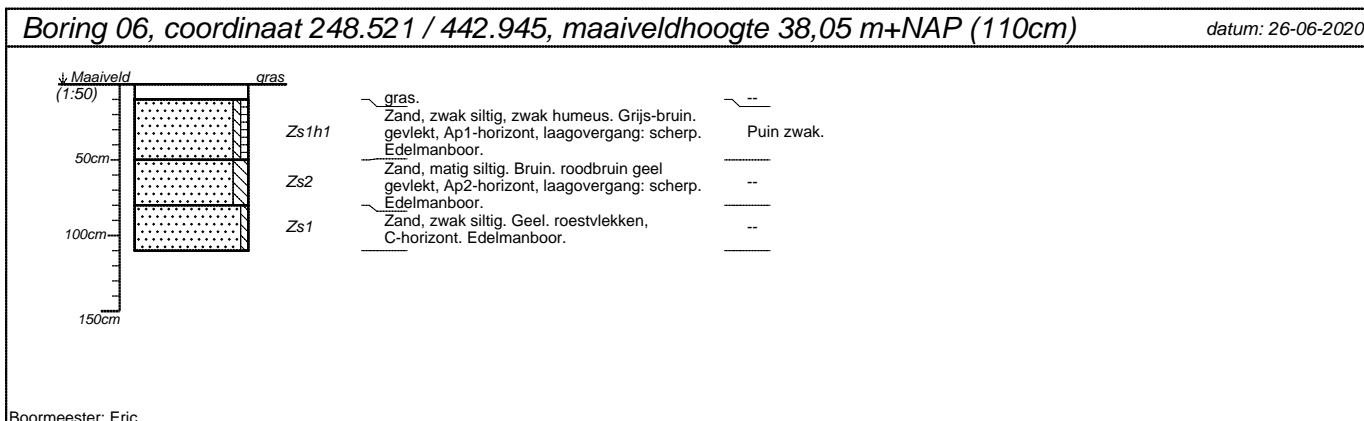 Boring 06, coordinaat 248.521 / 442.945, maaiveldhoogte 38,05 m+NAP (110cm)
datum: 26-06-2020
Maaiveld
gras
(1:50)
gras.
--
Zs1h1
Zand, zwak siltig, zwak humeus. Grijs-bruin.
gevlekt, Ap1-horizont, laagovergang: scherp.
Edelmanboor.
Puin zwak.
50cm
Zs2
Zand, matig siltig. Bruin. roodbruin geel
gevlekt, Ap2-horizont, laagovergang: scherp.
Edelmanboor.
--
Zs1
Zand, zwak siltig. Geel. roestvlekken,
C-horizont. Edelmanboor.
--
100cm
150cm
Boormeester: Eric